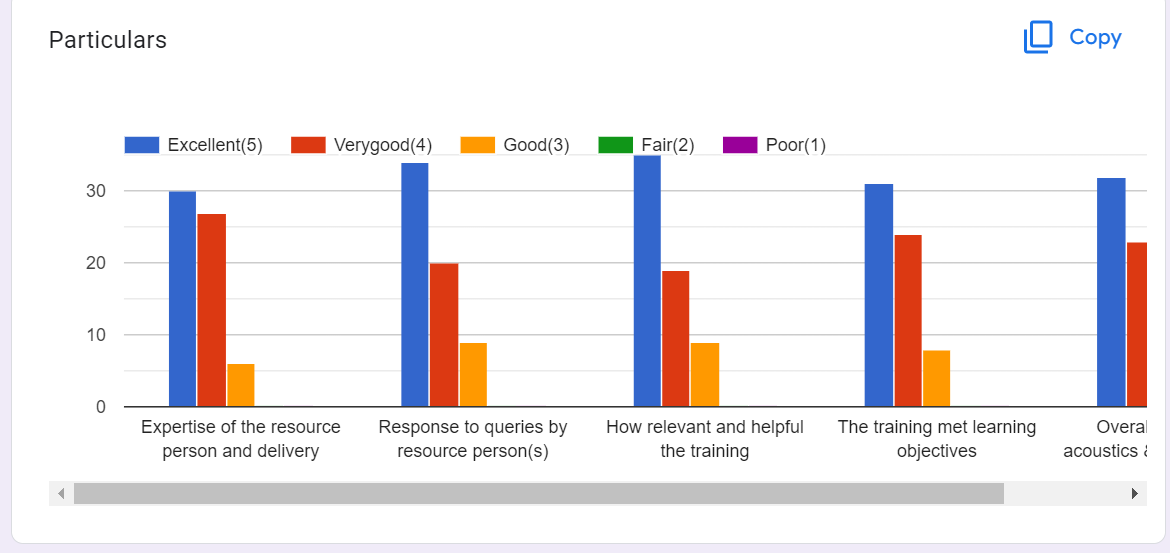 Particulars
Copy
Excellent(5) Verygood(4) Good(3) Fair(2) Poor(1)
30
20
10
0
Expertise of the resource
person and delivery
Response to queries by
resource person(s)
How relevant and helpful
the training
The training met learning
objectives
acoustics &